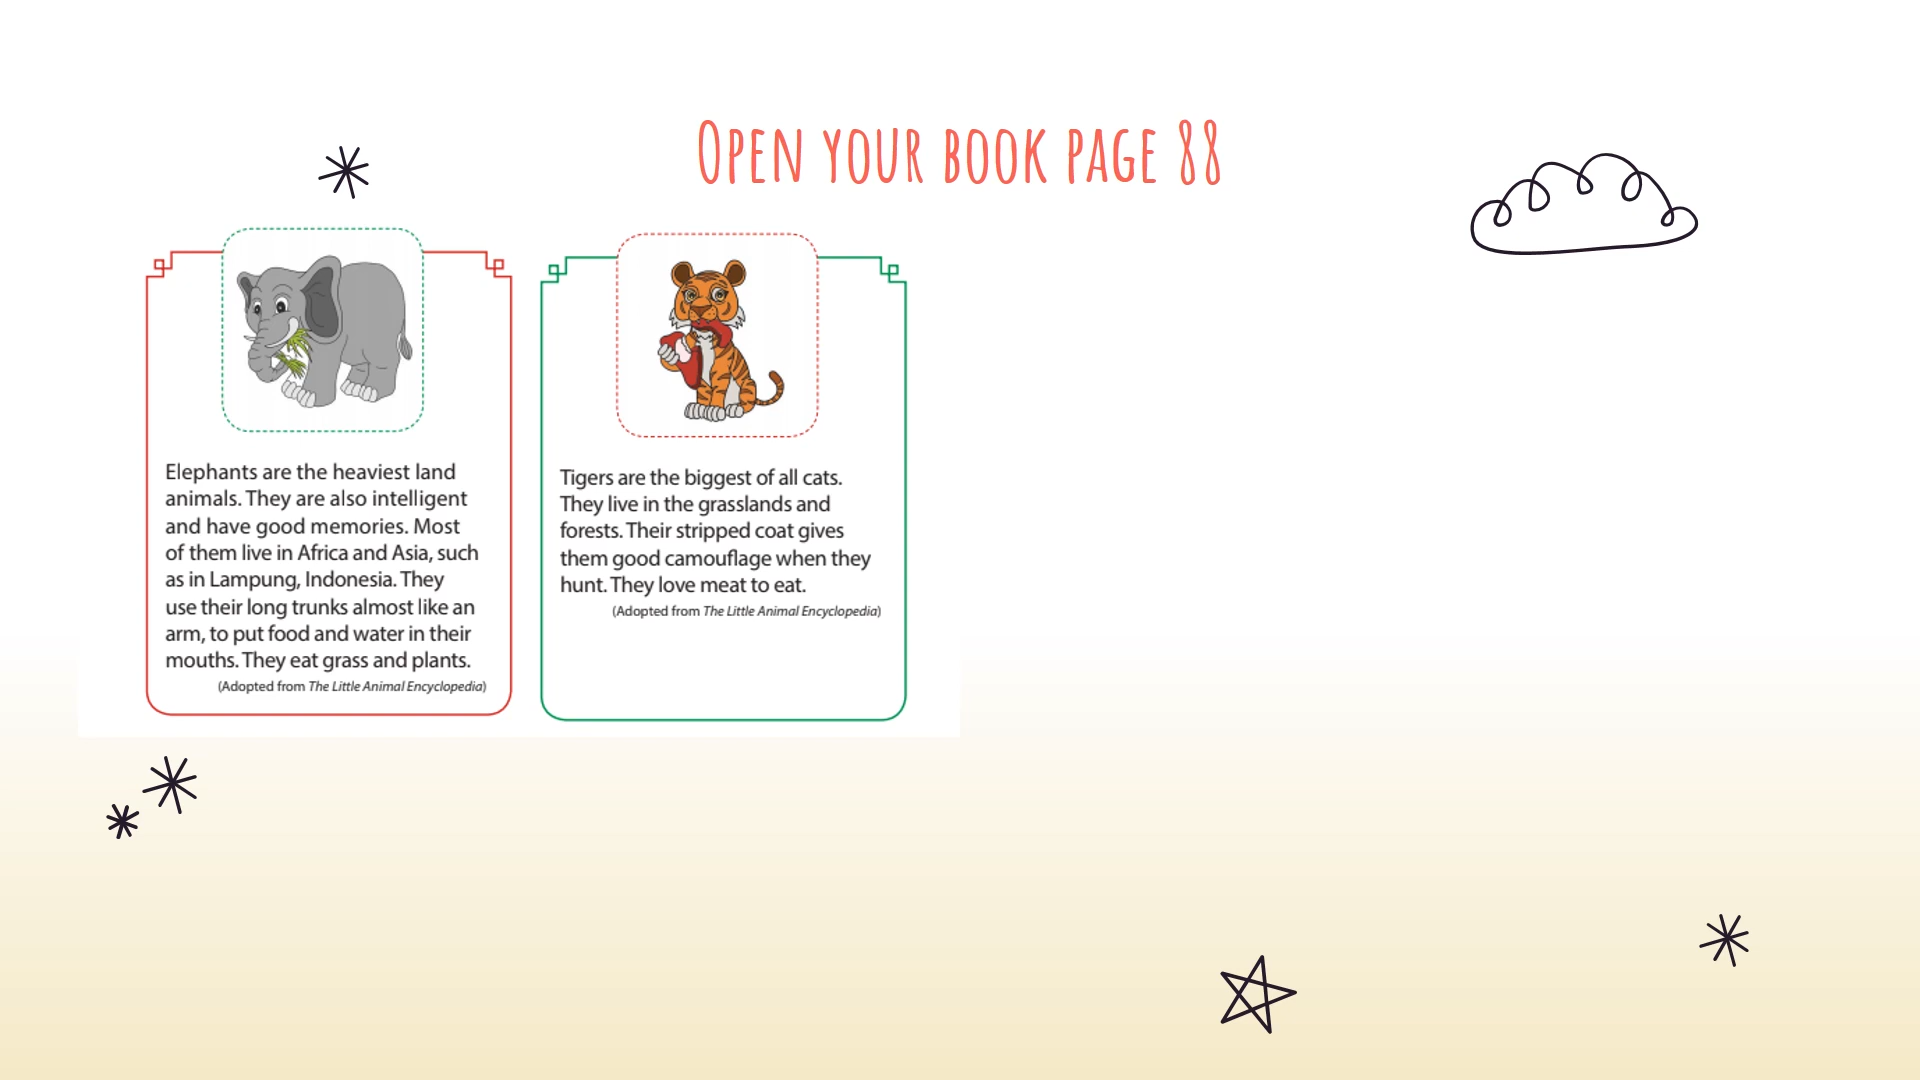 Open your book page 88
Elephants are the heaviest land
animals. They are also intelligent
and have good memories. Most
of them live in Africa and Asia, such
as in Lampung, Indonesia. They
use their long trunks almost like an
arm, to put food and water in their
mouths. They eat grass and plants.
(Adopted from The Little Animal Encyclopedia)
Tigers are the biggest of all cats.
They live in the grasslands and
forests. Their stripped coat gives
them good camouflage when they
hunt. They love meat to eat.
(Adopted from The Little Animal Encyclopedia)